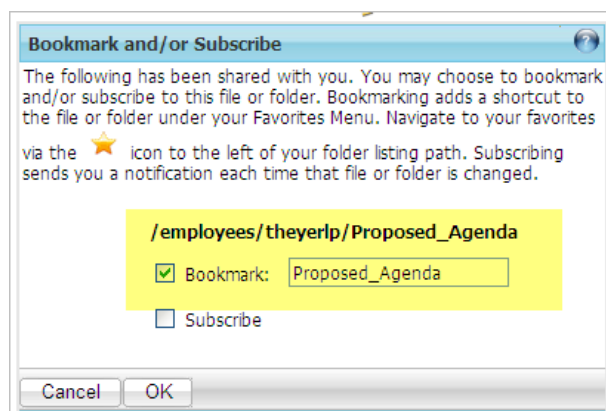 Bookmark and/or Subscribe
?
The following has been shared with you. You may choose to bookmark
and/or subscribe to this file or folder. Bookmarking adds a shortcut to
the file or folder under your Favorites Menu. Navigate to your favorites
via the icon to the left of your folder listing path. Subscribing
sends you a notification each time that file or folder is changed.
/employees/theyerlp/Proposed_Agenda
Bookmark: Proposed_Agenda
Subscribe
Cancel OK